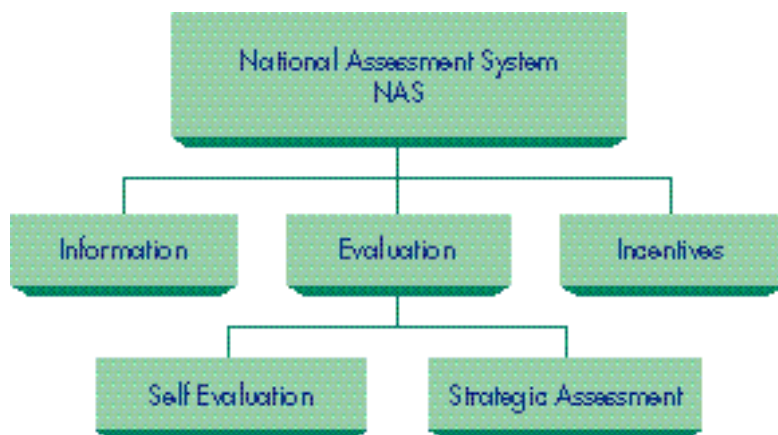 National Assessment System
NAS
Information
Evaluation
Incentives
Self Evaluation
Strategic Assessment